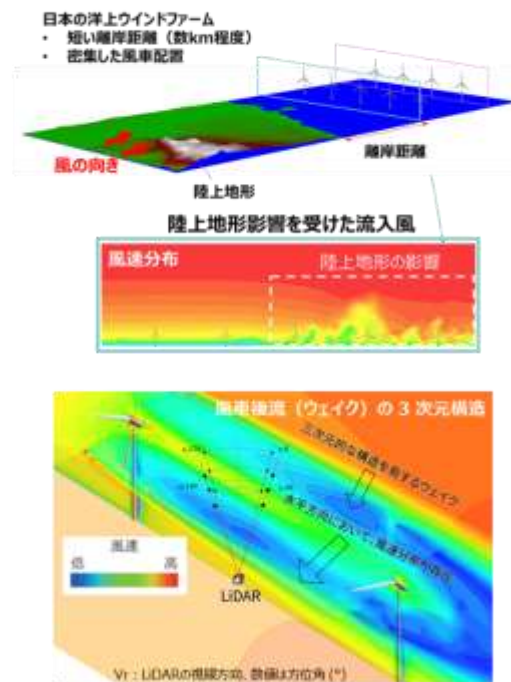 日本の洋上ウインドファーム
• 短い離岸距離（数km程度）
• 密集した風車配置
風の向き
離岸距離
陸上地形
陸上地形影響を受けた流入風
風速分布
陸上地形の影響
風車後流（ウェイク）の 3 次元構造
三次元的な構造を有するウェイク
水平方向において、風速分布が存在
風速
低 高
LiDAR
Vr：LiDARの視線方向、数値は方位角 (°)